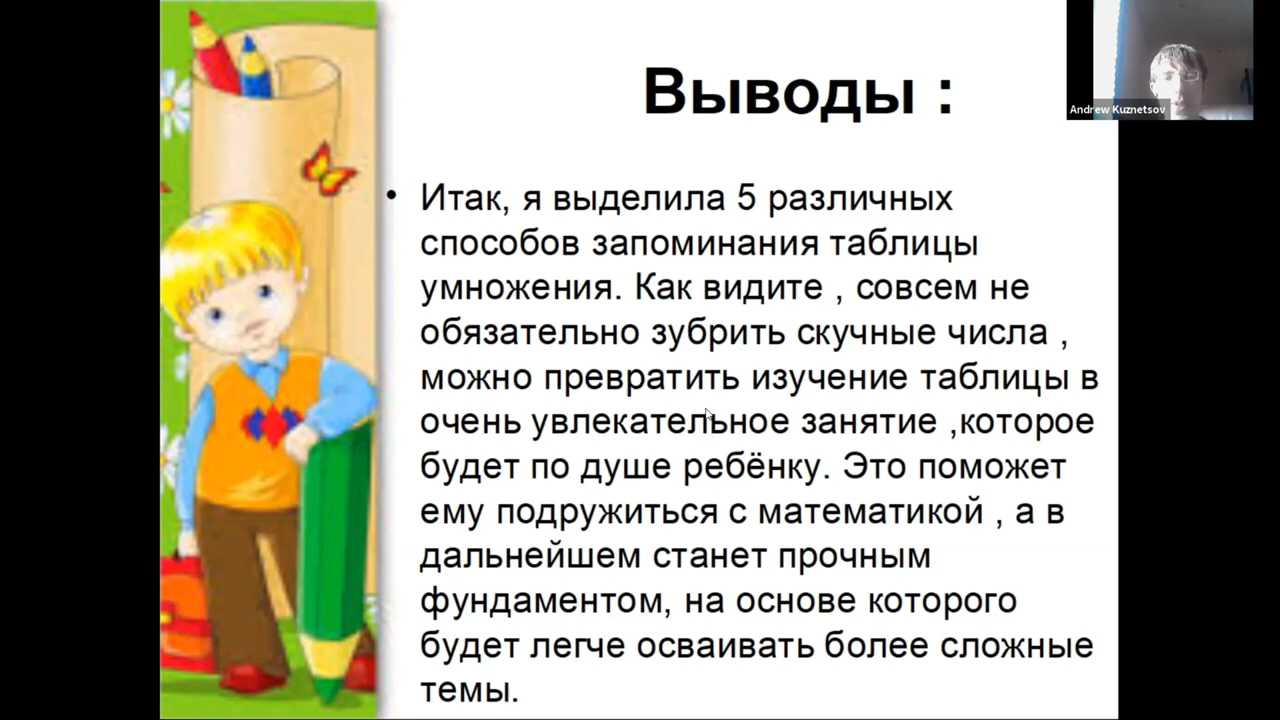 Выводы :
Andrew Kuznetsov
• Итак, я выделила 5 различных
способов запоминания таблицы
умножения. Как видите , совсем не
обязательно зубрить скучные числа ,
можно превратить изучение таблицы в
очень увлекательное занятие ,которое
будет по душе ребёнку. Это поможет
ему подружиться с математикой , а в
дальнейшем станет прочным
фундаментом, на основе которого
будет легче осваивать более сложные
темы.